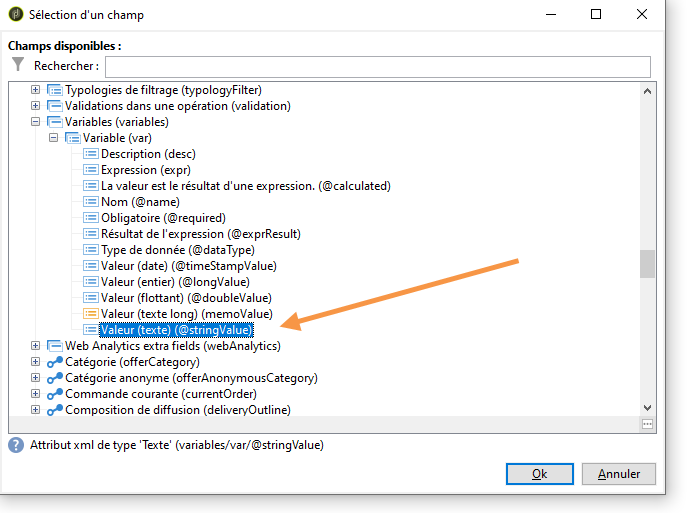 Sélection d'un champ
Champs disponibles :
Rechercher :
Typologies de filtrage (typologyFilter)
Validations dans une opération (validation)
Variables (variables)
Variable (var)
Description (desc)
Expression (expr)
La valeur est le résultat d'une expression. (@calculated)
Nom (@name)
Obligatoire (@required)
Résultat de l'expression (@exprResult)
Type de donnée (@dataType)
Valeur (date) (@timeStampValue)
Valeur (entier) (@longValue)
Valeur (flottant) (@doubleValue)
Valeur (texte long) (memoValue)
Valeur (texte) (@stringValue)
Web Analytics extra fields (webAnalytics)
Catégorie (offerCategory)
Catégorie anonyme (offerAnonymousCategory)
Commande courante (currentOrder)
Composition de diffusion (deliveryOutline)
Attribut xml de type 'Texte' (variables/var/@stringValue)
Ok Annuler